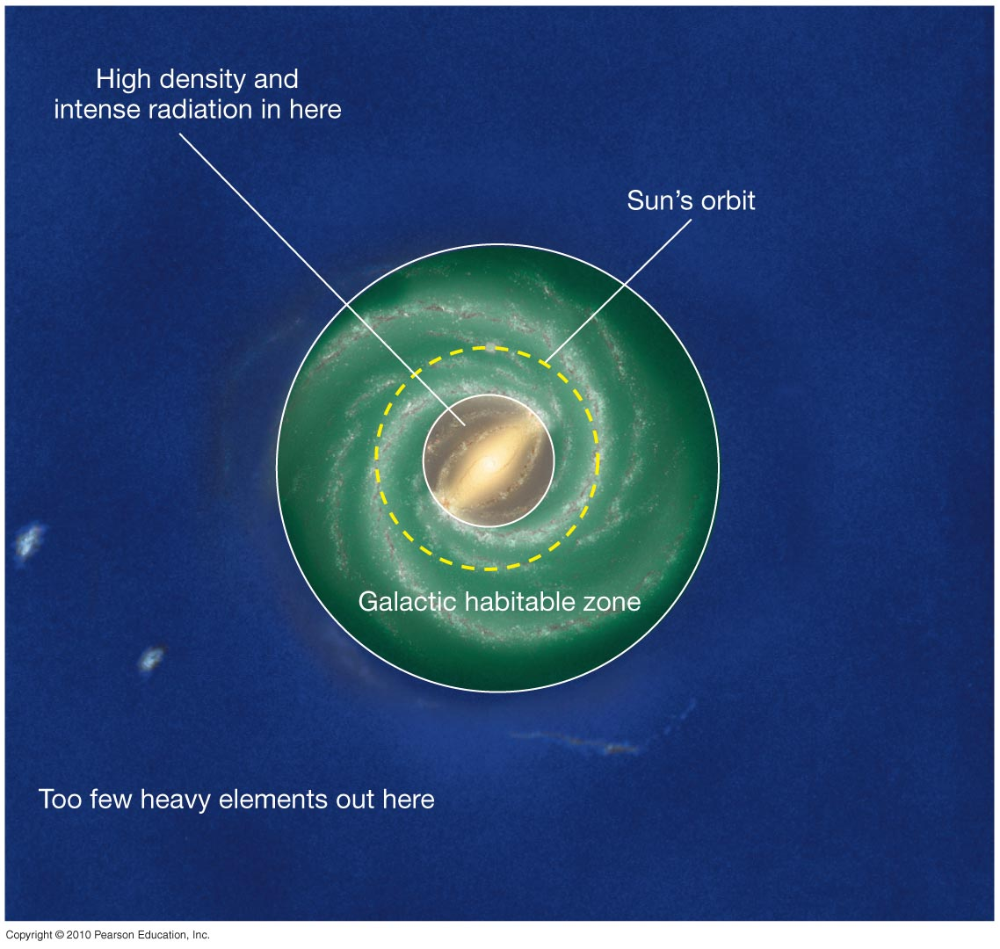 High density and
intense radiation in here
Sun’s orbit
Galactic habitable zone
Too few heavy elements out here
Copyright © 2010 Pearson Education, Inc.